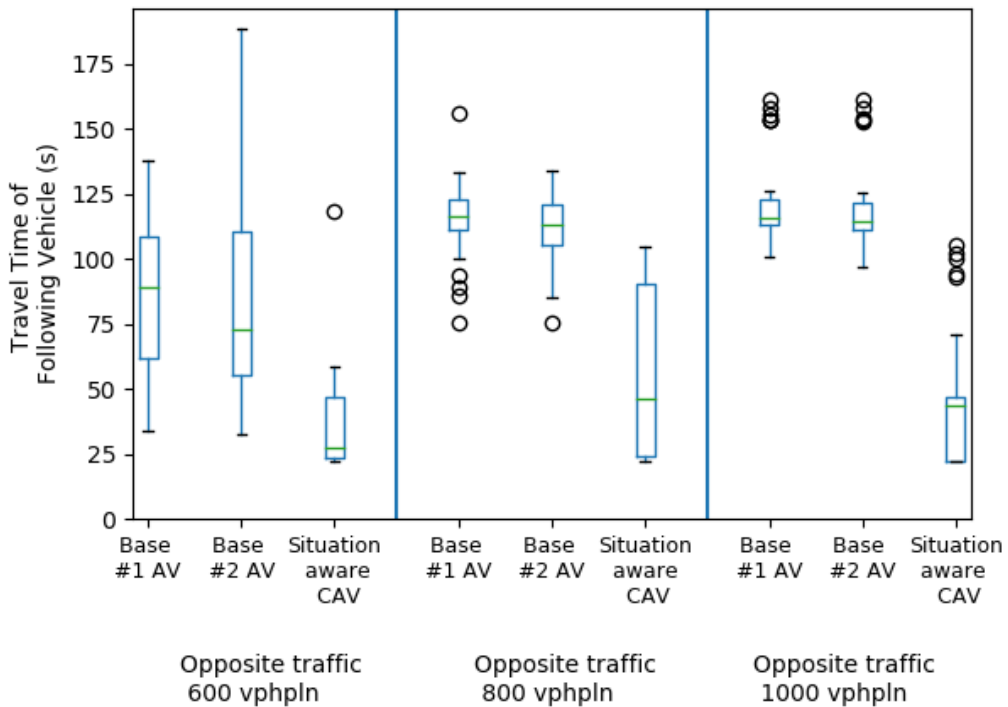 Travel Time of
Following Vehicle (s)
175
150
125
100
75
50
25
0
Base
#1 AV
Base
#2 AV
Situation
aware
CAV
Base
#1 AV
Base
#2 AV
Situation
aware
CAV
Base
#1 AV
Base
#2 AV
Situation
aware
CAV
Opposite traffic
600 vphpln
Opposite traffic
800 vphpln
Opposite traffic
1000 vphpln